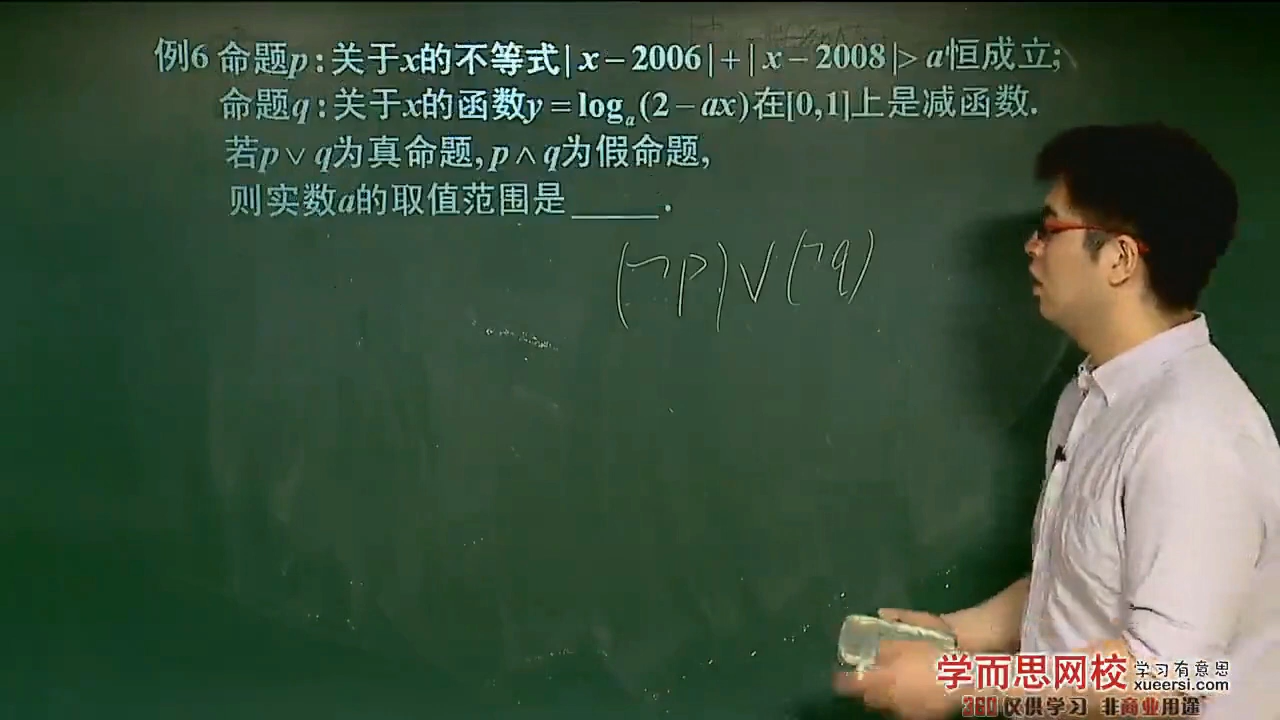 例6 命题p:关于x的不等式|x-2006|+|x-2008|>a恒成立;
命题q:关于x的函数y=logₐ(2-ax)在[0,1]上是减函数.
若p∨q为真命题,p∧q为假命题,
则实数a的取值范围是_____.
(¬p)∨(¬q)
学而思网校 学习有意思
xueersi.com
360 仅供学习 非商业用途